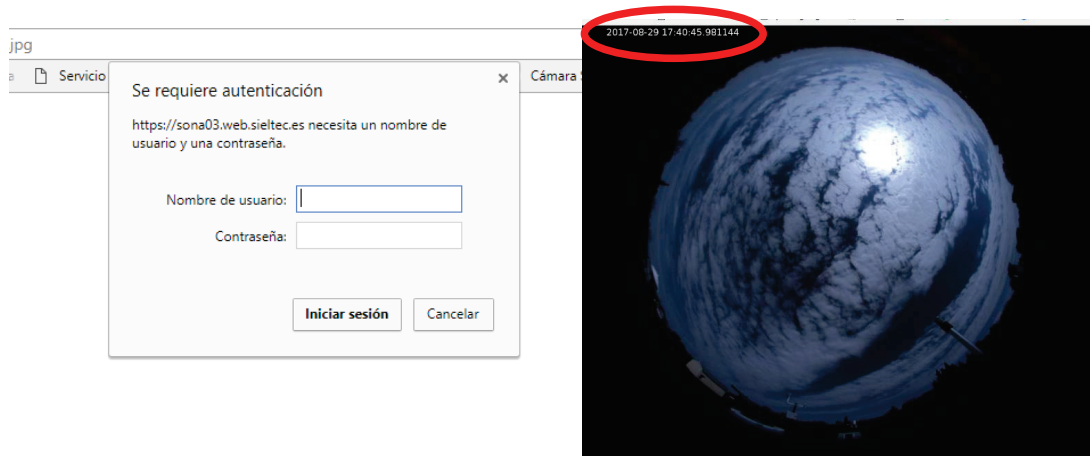 jpg
Servicio
Cámara
Se requiere autenticación
×
https://sona03.web.sieltec.es necesita un nombre de
usuario y una contraseña.
Nombre de usuario:
Contraseña:
Iniciar sesión
Cancelar
2017-08-29 17:40:45.981144